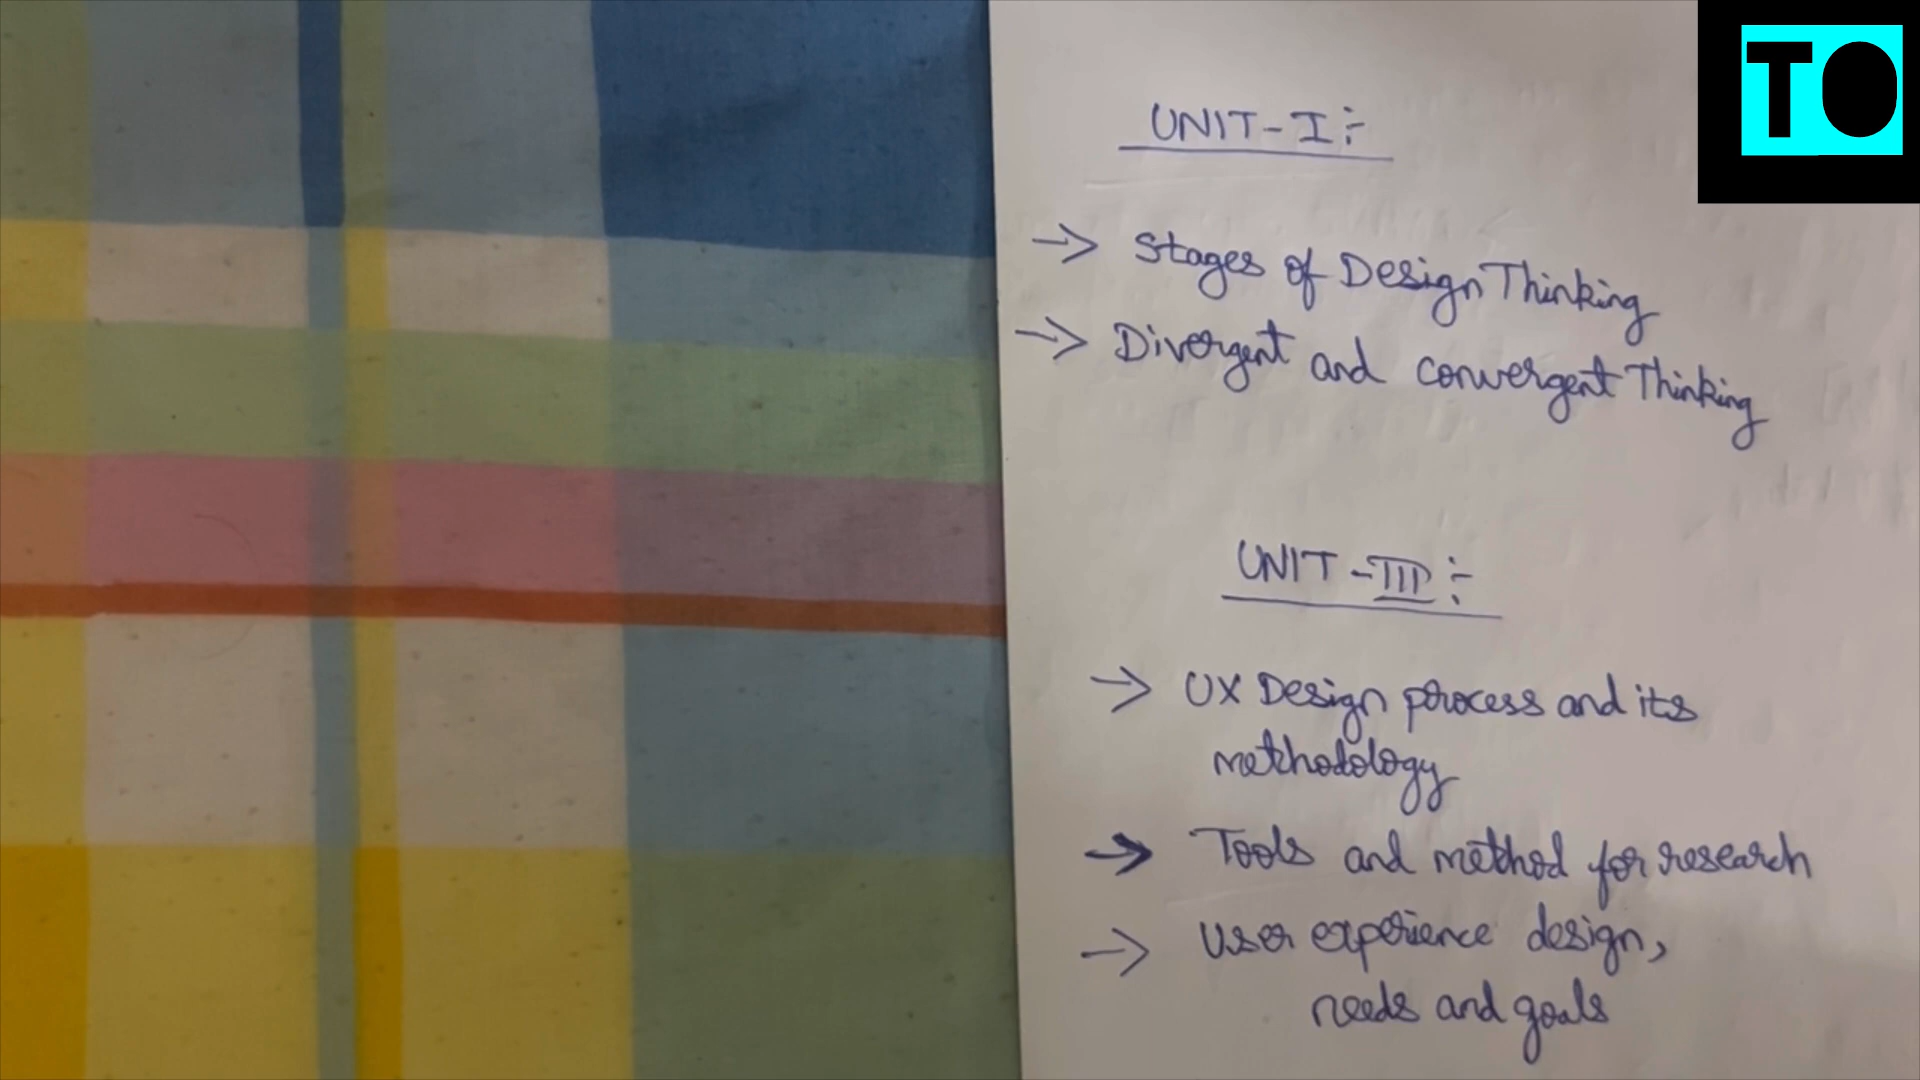 TO
UNIT-I:-
→ Stages of Design Thinking
→ Divergent and convergent Thinking
UNIT-III:-
→ UX Design process and its
methodology
→ Tools and method for research
→ User experience design,
needs and goals